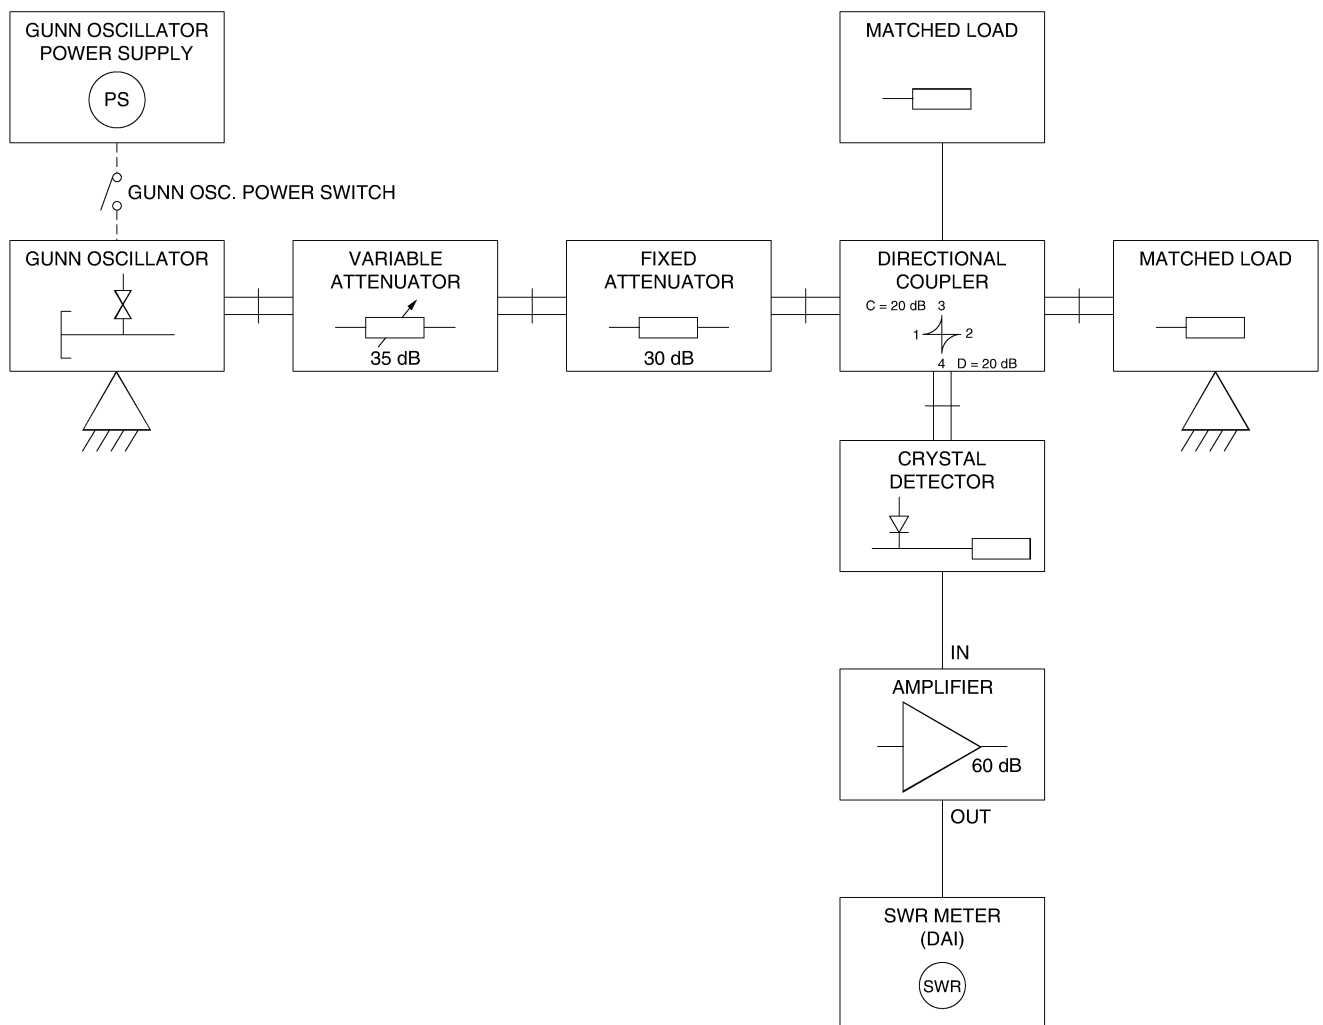 GUNN OSCILLATOR
POWER SUPPLY
PS
MATCHED LOAD
GUNN OSC. POWER SWITCH
GUNN OSCILLATOR
VARIABLE
ATTENUATOR
35 dB
FIXED
ATTENUATOR
30 dB
DIRECTIONAL
COUPLER
C = 20 dB 3
1 2
4 D = 20 dB
MATCHED LOAD
CRYSTAL
DETECTOR
IN
AMPLIFIER
60 dB
OUT
SWR METER
(DAI)
SWR